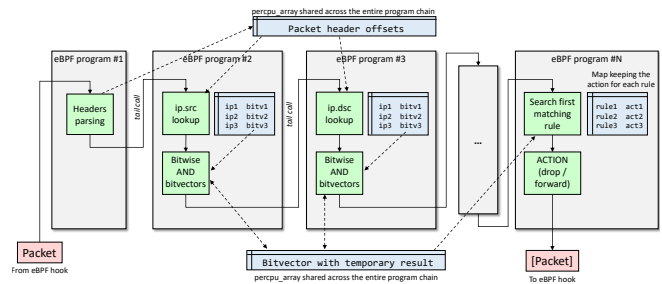 percpu_array shared across the entire program chain
Packet header offsets
eBPF program #1
eBPF program #2
eBPF program #3
eBPF program #N
Headers
parsing
tail call
ip.src
lookup
ip1 bitv1
ip2 bitv2
ip3 bitv3
Bitwise
AND
bitvectors
tail call
ip.dsc
lookup
ip1 bitv1
ip2 bitv2
ip3 bitv3
Bitwise
AND
bitvectors
...
Map keeping the
action for each rule
Search first
matching
rule
rule1 act1
rule2 act2
rule3 act3
ACTION
(drop /
forward)
Packet
From eBPF hook
Bitvector with temporary result
percpu_array shared across the entire program chain
[Packet]
To eBPF hook